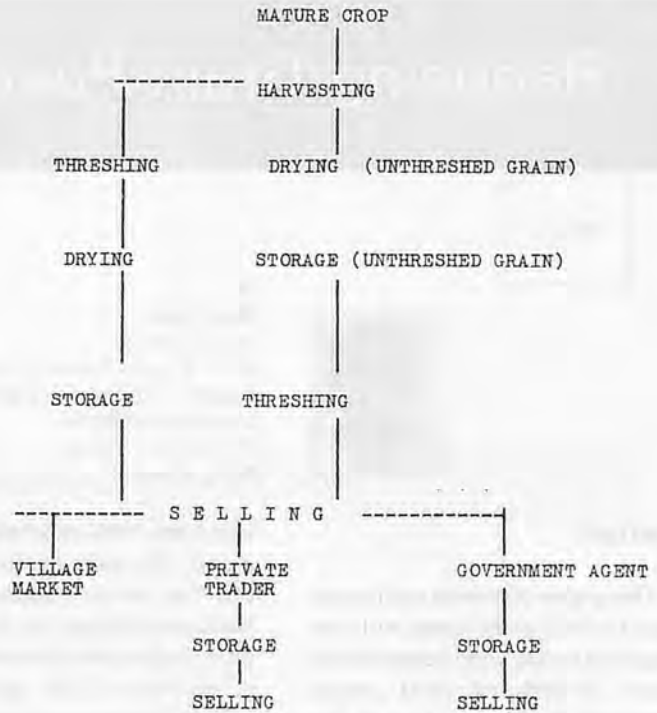 MATURE CROP
HARVESTING
THRESHING DRYING (UNTHRESHED GRAIN)
DRYING STORAGE (UNTHRESHED GRAIN)
STORAGE THRESHING
SELLING
VILLAGE PRIVATE GOVERNMENT AGENT
MARKET TRADER
STORAGE STORAGE
SELLING SELLING